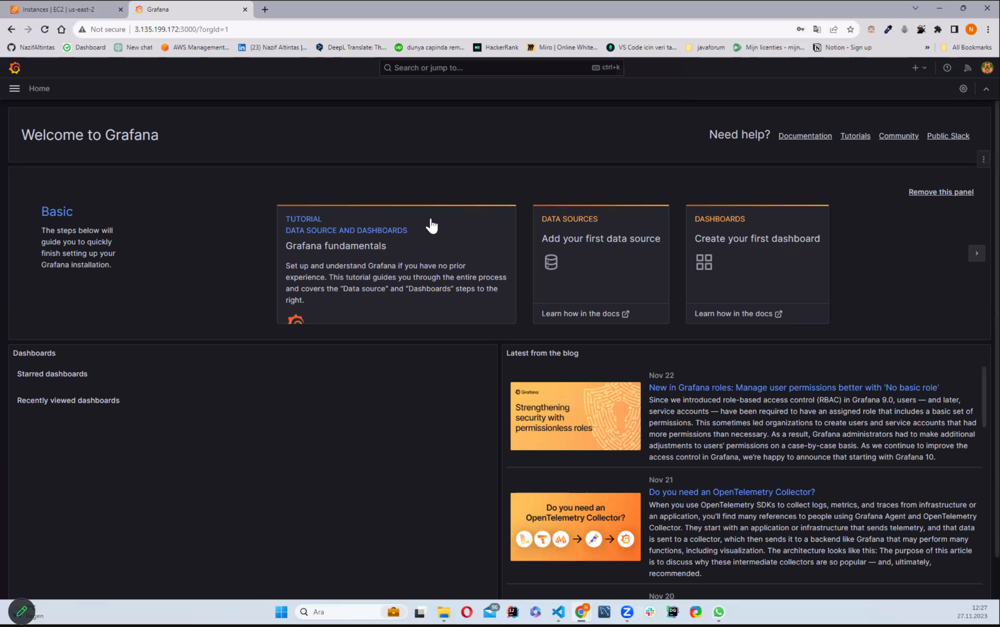 Instances | EC2 | us-east-2
Grafana
Not secure
3.135.199.172:3000/?orgId=1
N
NazifAltintas
Dashboard
New chat
AWS Management...
(23) Nazif Altintas |...
DeepL Translate: Th...
dunya capinda rem...
HackerRank
Miro | Online White...
VS Code icin veri ta...
javaforum
Mijn licenties - mijn...
Notion - Sign up
»
All Bookmarks
Search or jump to...
ctrl+k
Home
Welcome to Grafana
Need help?
Documentation
Tutorials
Community
Public Slack
Remove this panel
Basic
The steps below will
guide you to quickly
finish setting up your
Grafana installation.
TUTORIAL
DATA SOURCE AND DASHBOARDS
Grafana fundamentals
Set up and understand Grafana if you have no prior
experience. This tutorial guides you through the entire process
and covers the “Data source” and “Dashboards” steps to the
right.
DATA SOURCES
Add your first data source
Learn how in the docs
DASHBOARDS
Create your first dashboard
Learn how in the docs
Dashboards
Starred dashboards
Recently viewed dashboards
Latest from the blog
Grafana
Strengthening
security with
permissionless roles
Nov 22
New in Grafana roles: Manage user permissions better with 'No basic role'
Since we introduced role-based access control (RBAC) in Grafana 9.0, users — and later,
service accounts — have been required to have an assigned role that includes a basic set of
permissions. This sometimes led organizations to create users and service accounts that had
more permissions than necessary. As a result, Grafana administrators had to make additional
adjustments to users’ permissions on a case-by-case basis. As we continue to improve the
access control in Grafana, we’re happy to announce that starting with Grafana 10.
Do you need an
OpenTelemetry Collector?
Nov 21
Do you need an OpenTelemetry Collector?
When you use OpenTelemetry SDKs to collect logs, metrics, and traces from infrastructure or
an application, you’ll find many references to people using Grafana Agent and OpenTelemetry
Collector. They start with an application or infrastructure that sends telemetry, and that data
is sent to a collector, which then sends it to a backend like Grafana that may perform many
functions, including visualization. The architecture looks like this: The purpose of this article
is to discuss why these intermediate collectors are so popular — and, ultimately,
recommended.
Nov 20
Ara
96
12:27
27.11.2023